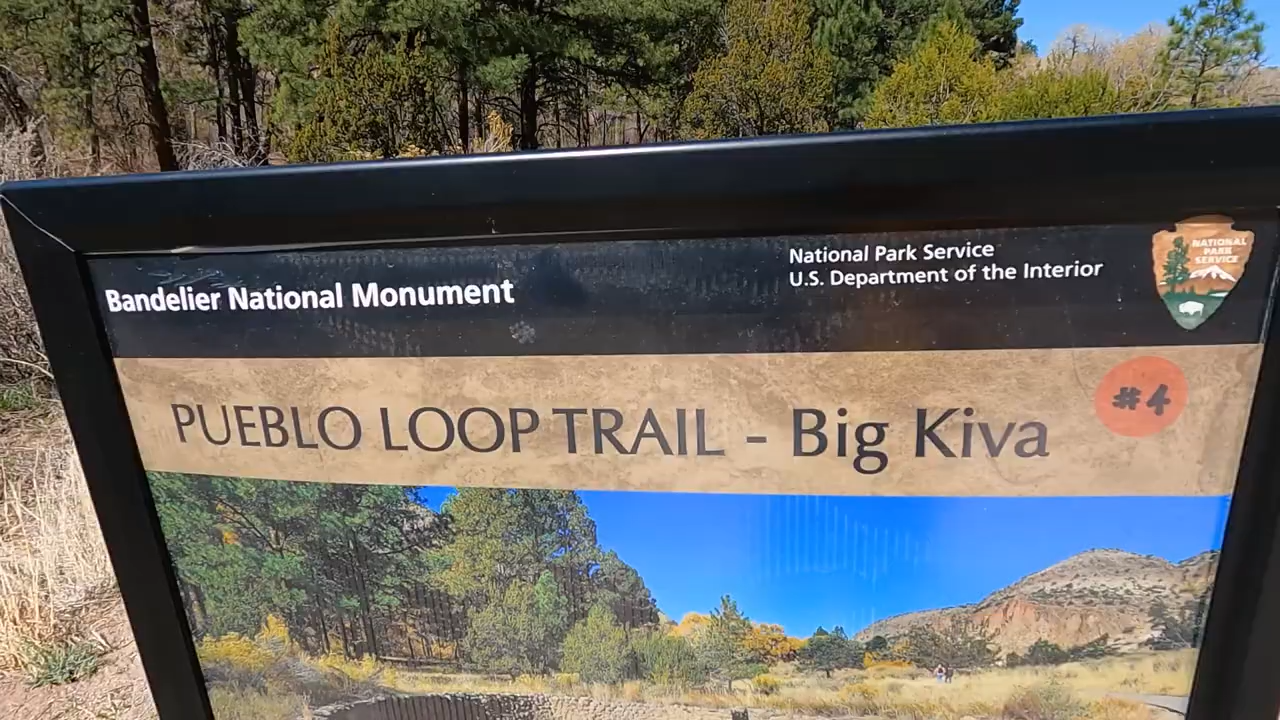 Bandelier National Monument
National Park Service
U.S. Department of the Interior
NATIONAL
PARK
SERVICE
PUEBLO LOOP TRAIL - Big Kiva
#4